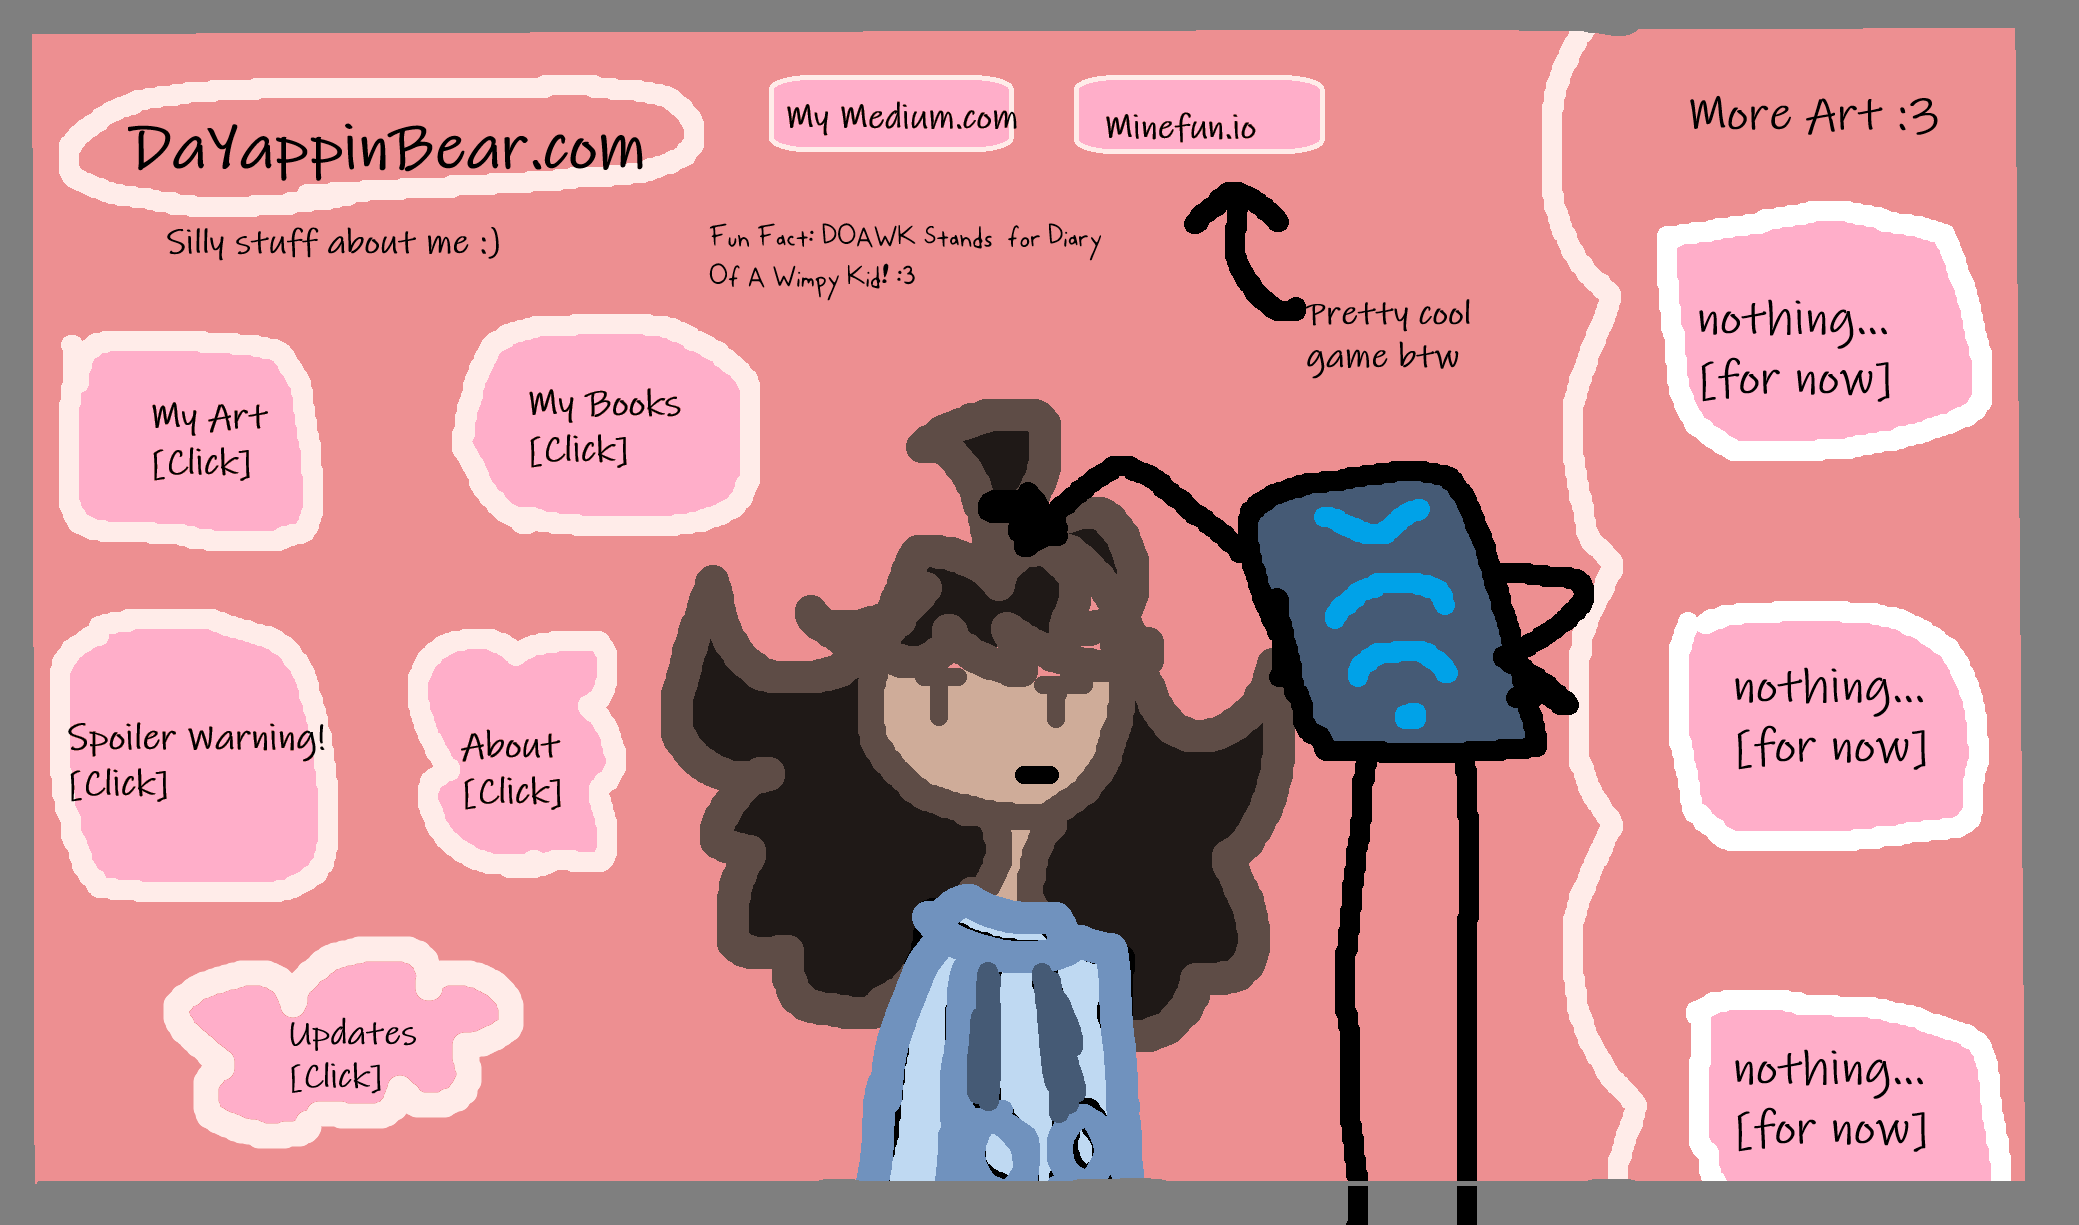 DaYappinBear.com
Silly stuff about me :)
My Medium.com
Minefun.io
Fun Fact: DOAWK Stands for Diary
Of A Wimpy Kid! :3
Pretty cool
game btw
My Art
[Click]
My Books
[Click]
Spoiler Warning!
[Click]
About
[Click]
Updates
[Click]
More Art :3
nothing...
[for now]
nothing...
[for now]
nothing...
[for now]